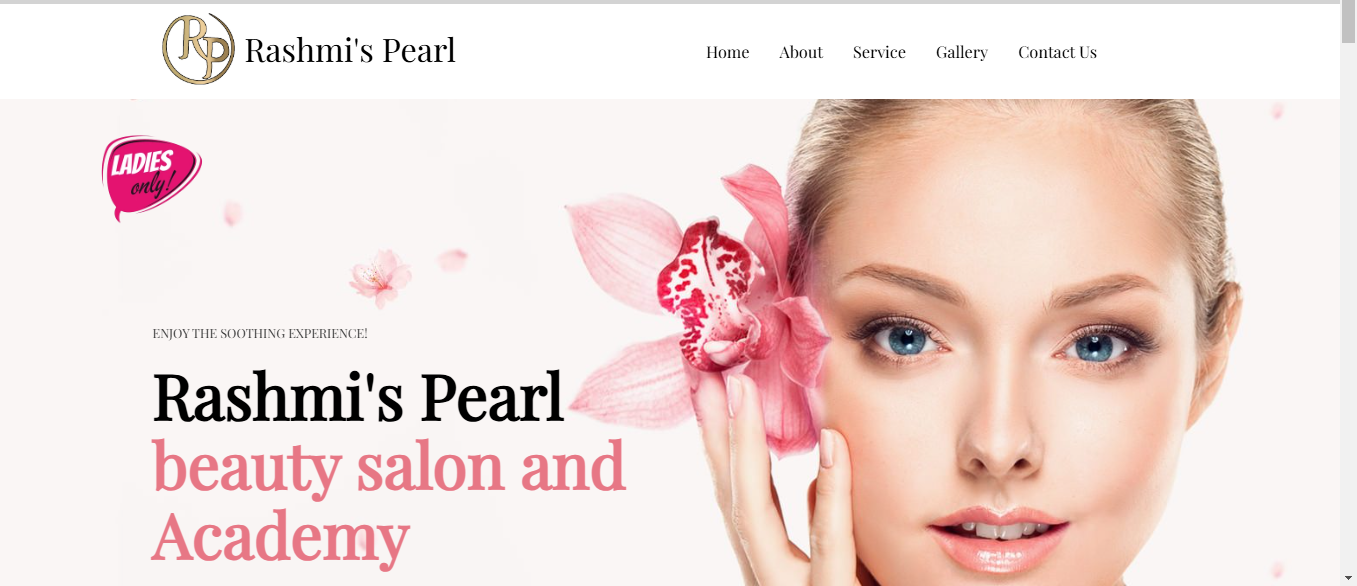 RP
Rashmi's Pearl
Home About Service Gallery Contact Us
LADIES
only!
ENJOY THE SOOTHING EXPERIENCE!
Rashmi's Pearl
beauty salon and
Academy